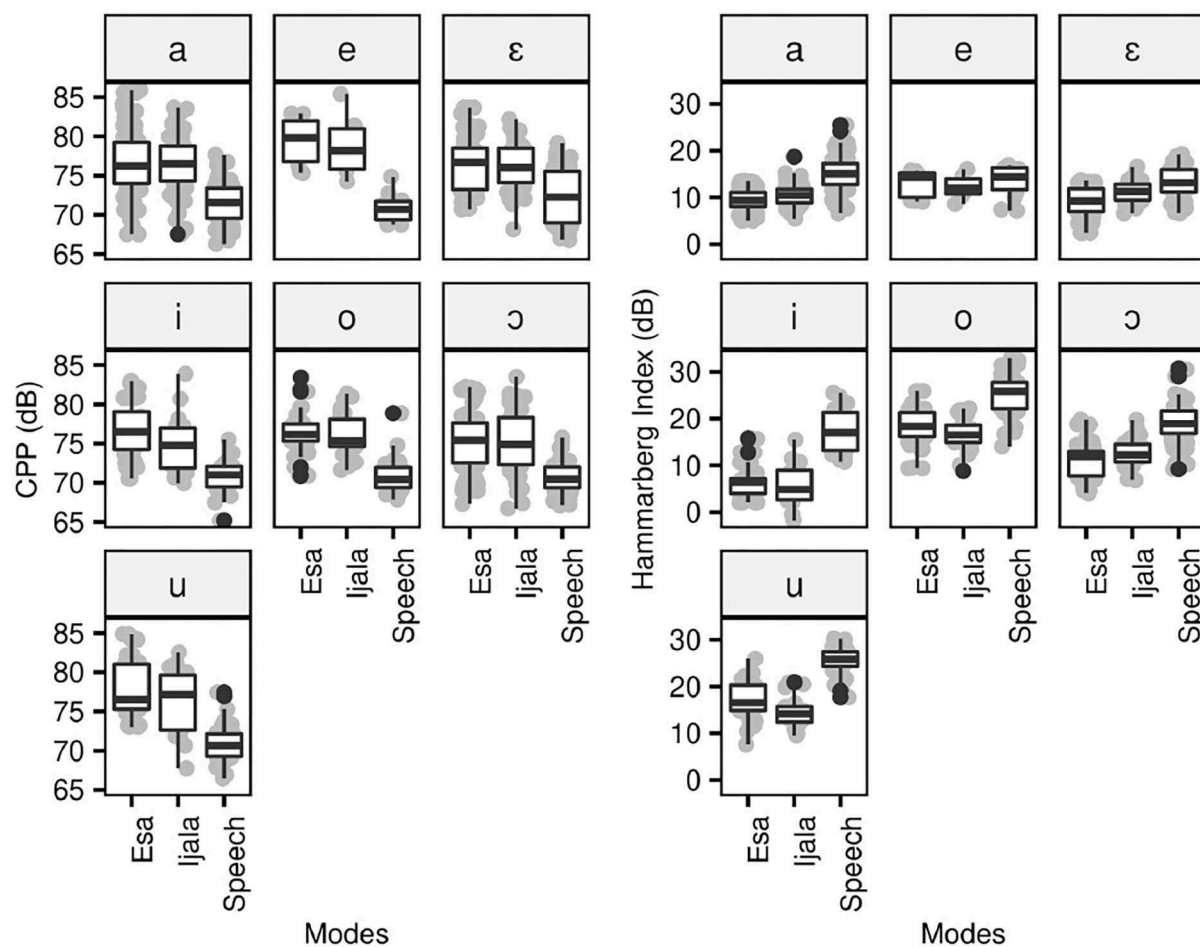 a e ɛ
85
80
75
70
65
i o ɔ
85
80
75
70
65
CPP (dB)
Esa Ijala Speech Esa Ijala Speech
u
85
80
75
70
65
Esa Ijala Speech
Modes
a e ɛ
30
20
10
0
i o ɔ
30
20
10
0
Hammarberg Index (dB)
Esa Ijala Speech Esa Ijala Speech
u
30
20
10
0
Esa Ijala Speech
Modes